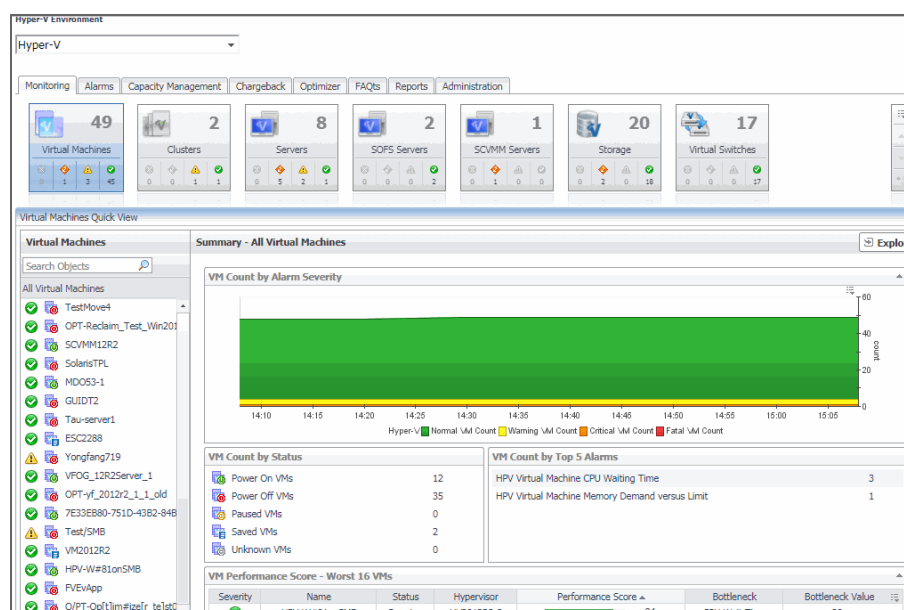 Hyper-V Environment
Hyper-V
Monitoring Alarms Capacity Management Chargeback Optimizer FAQts Reports Administration
49 2 8 2 1 20 17
Virtual Machines Clusters Servers SOFS Servers SCVMM Servers Storage Virtual Switches
0 1 3 45 0 0 1 1 0 5 2 1 0 0 0 2 0 1 0 0 0 2 0 18 0 0 0 17
Virtual Machines Quick View
Virtual Machines
Search Objects
All Virtual Machines
TestMove4
OPT-Reclaim_Test_Win201
SCVMM12R2
SolarisTPL
MDO53-1
GUIDT2
Tau-server1
ESC2288
Yongfang719
VFOG_12R2Server_1
OPT-yf_2012r2_1_1_old
7E33EB80-751D-43B2-84B
Test/SMB
VM2012R2
HPV-W#81onSMB
FVEvApp
Summary - All Virtual Machines
Explo
VM Count by Alarm Severity
60
40
20
0
count
14:10 14:15 14:20 14:25 14:30 14:35 14:40 14:45 14:50 14:55 15:00 15:05
Hyper-V Normal VM Count Warning VM Count Critical VM Count Fatal VM Count
VM Count by Status
Power On VMs 12
Power Off VMs 35
Paused VMs 0
Saved VMs 2
Unknown VMs 0
VM Count by Top 5 Alarms
HPV Virtual Machine CPU Waiting Time 3
HPV Virtual Machine Memory Demand versus Limit 1
VM Performance Score - Worst 16 VMs
Severity Name Status Hypervisor Performance Score Bottleneck Bottleneck Value